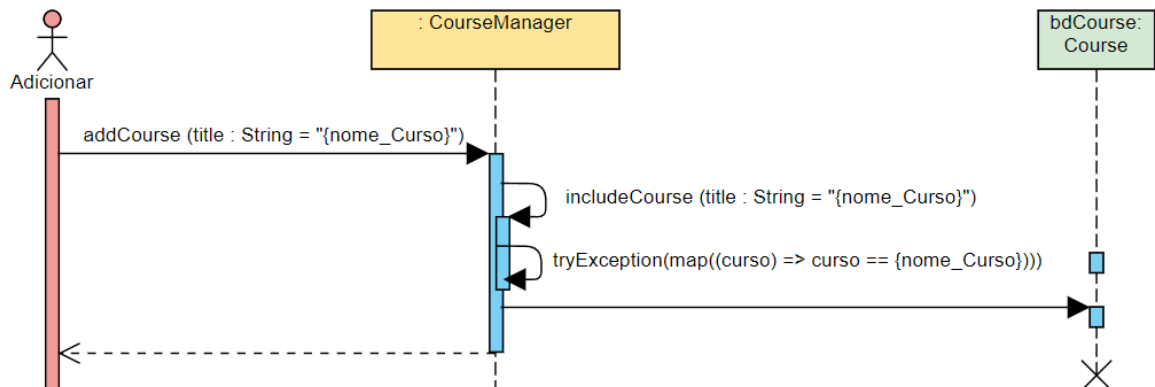 : CourseManager
bdCourse:
Course
Adicionar
addCourse (title : String = "{nome_Curso}")
includeCourse (title : String = "{nome_Curso}")
tryException(map((curso) => curso == {nome_Curso})))